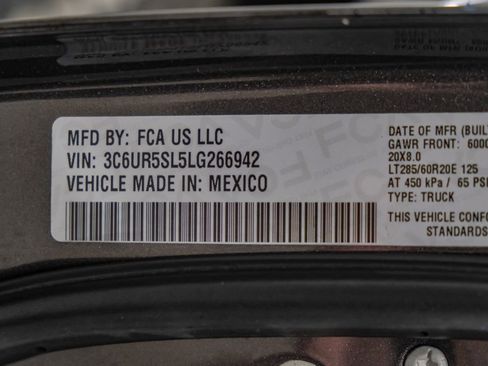 MFD BY: FCA US LLC
VIN: 3C6UR5SL5LG266942
VEHICLE MADE IN: MEXICO
DATE OF MFR (BUIL
GAWR FRONT: 6000
20X8.0
LT285/60R20E 125
AT 450 kPa / 65 PSI
TYPE: TRUCK
THIS VEHICLE CONFO
STANDARDS